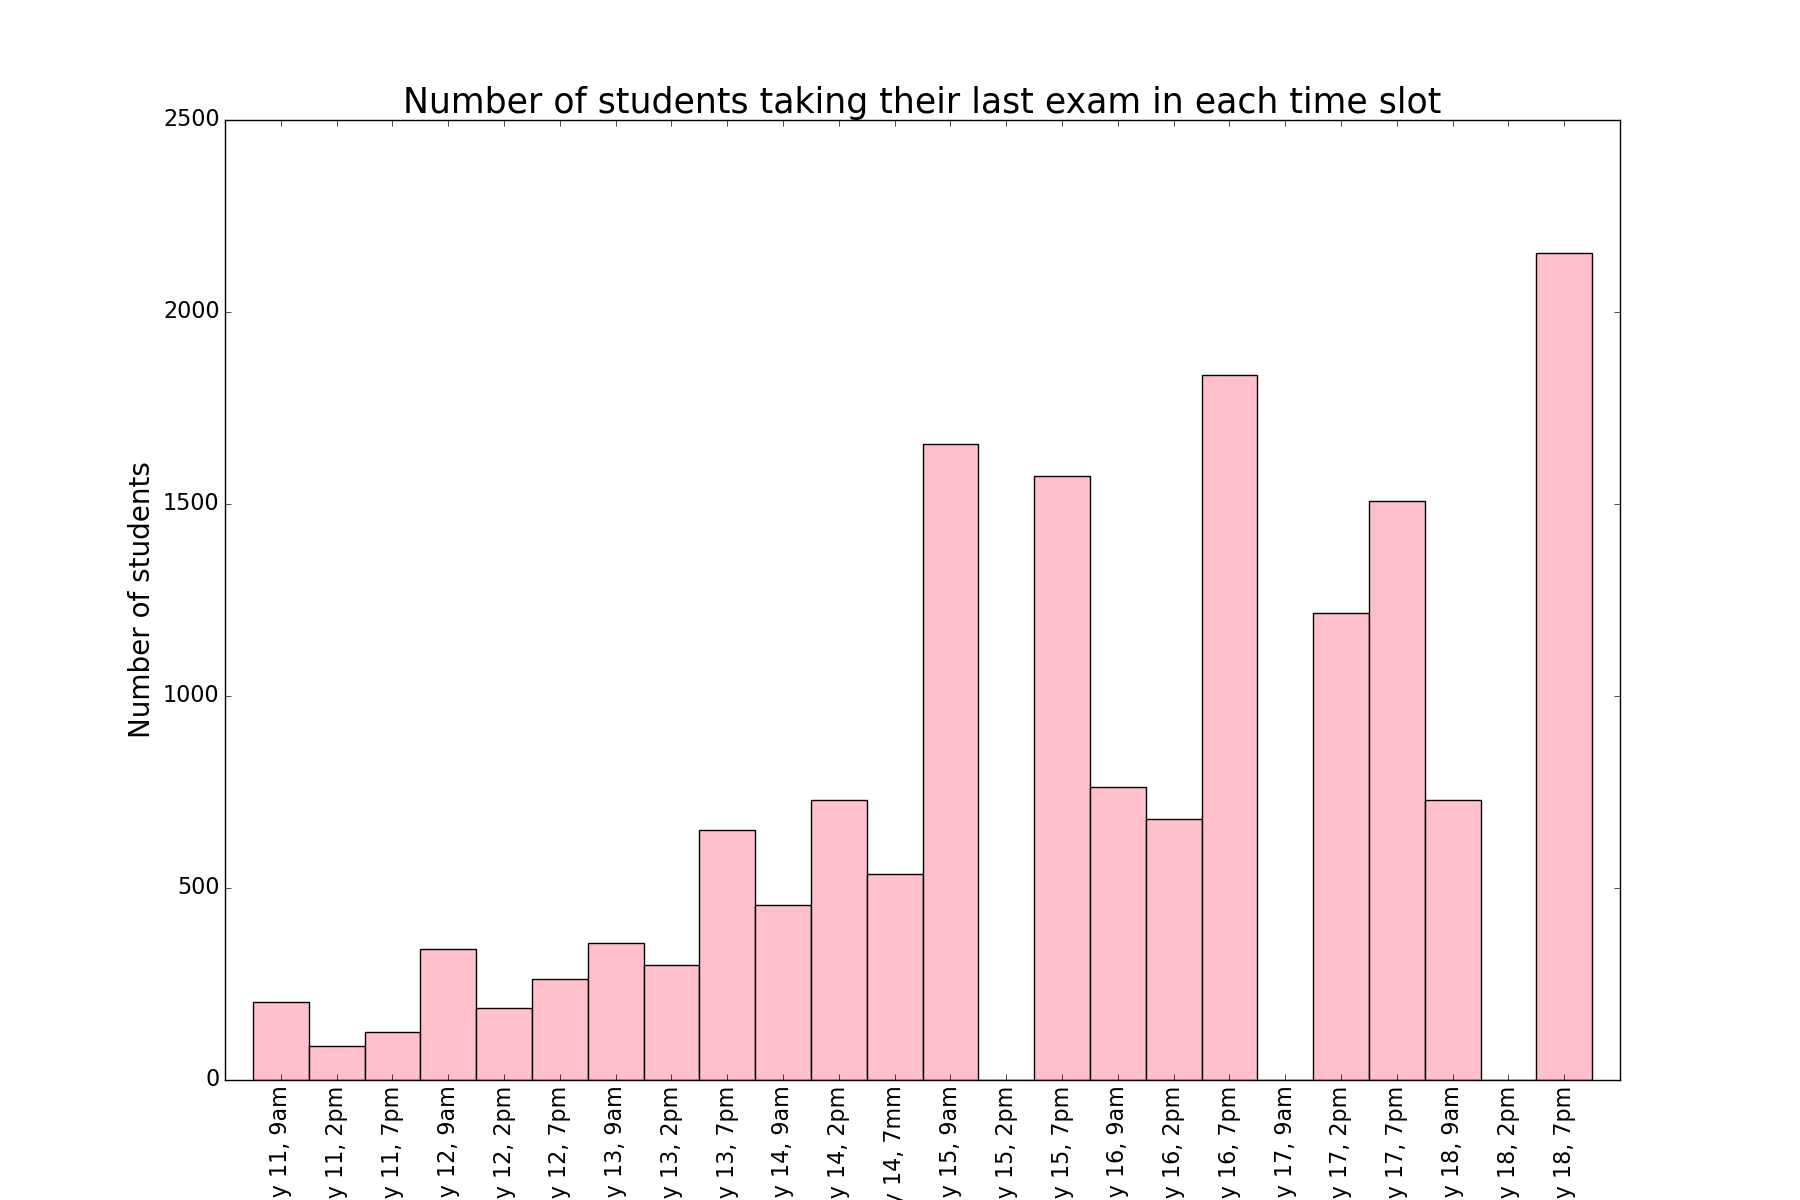 Number of students taking their last exam in each time slot
Number of students
2500
2000
1500
1000
500
0
y 11, 9am
y 11, 2pm
y 11, 7pm
y 12, 9am
y 12, 2pm
y 12, 7pm
y 13, 9am
y 13, 2pm
y 13, 7pm
y 14, 9am
y 14, 2pm
y 14, 7mm
y 15, 9am
y 15, 2pm
y 15, 7pm
y 16, 9am
y 16, 2pm
y 16, 7pm
y 17, 9am
y 17, 2pm
y 17, 7pm
y 18, 9am
y 18, 2pm
y 18, 7pm